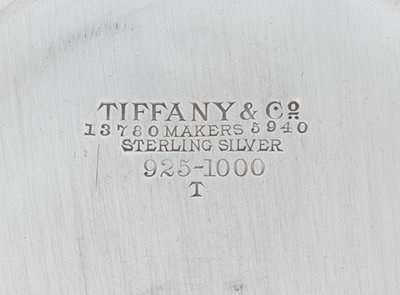 TIFFANY & Cº
13780 MAKERS 5940
STERLING SILVER
925-1000
T